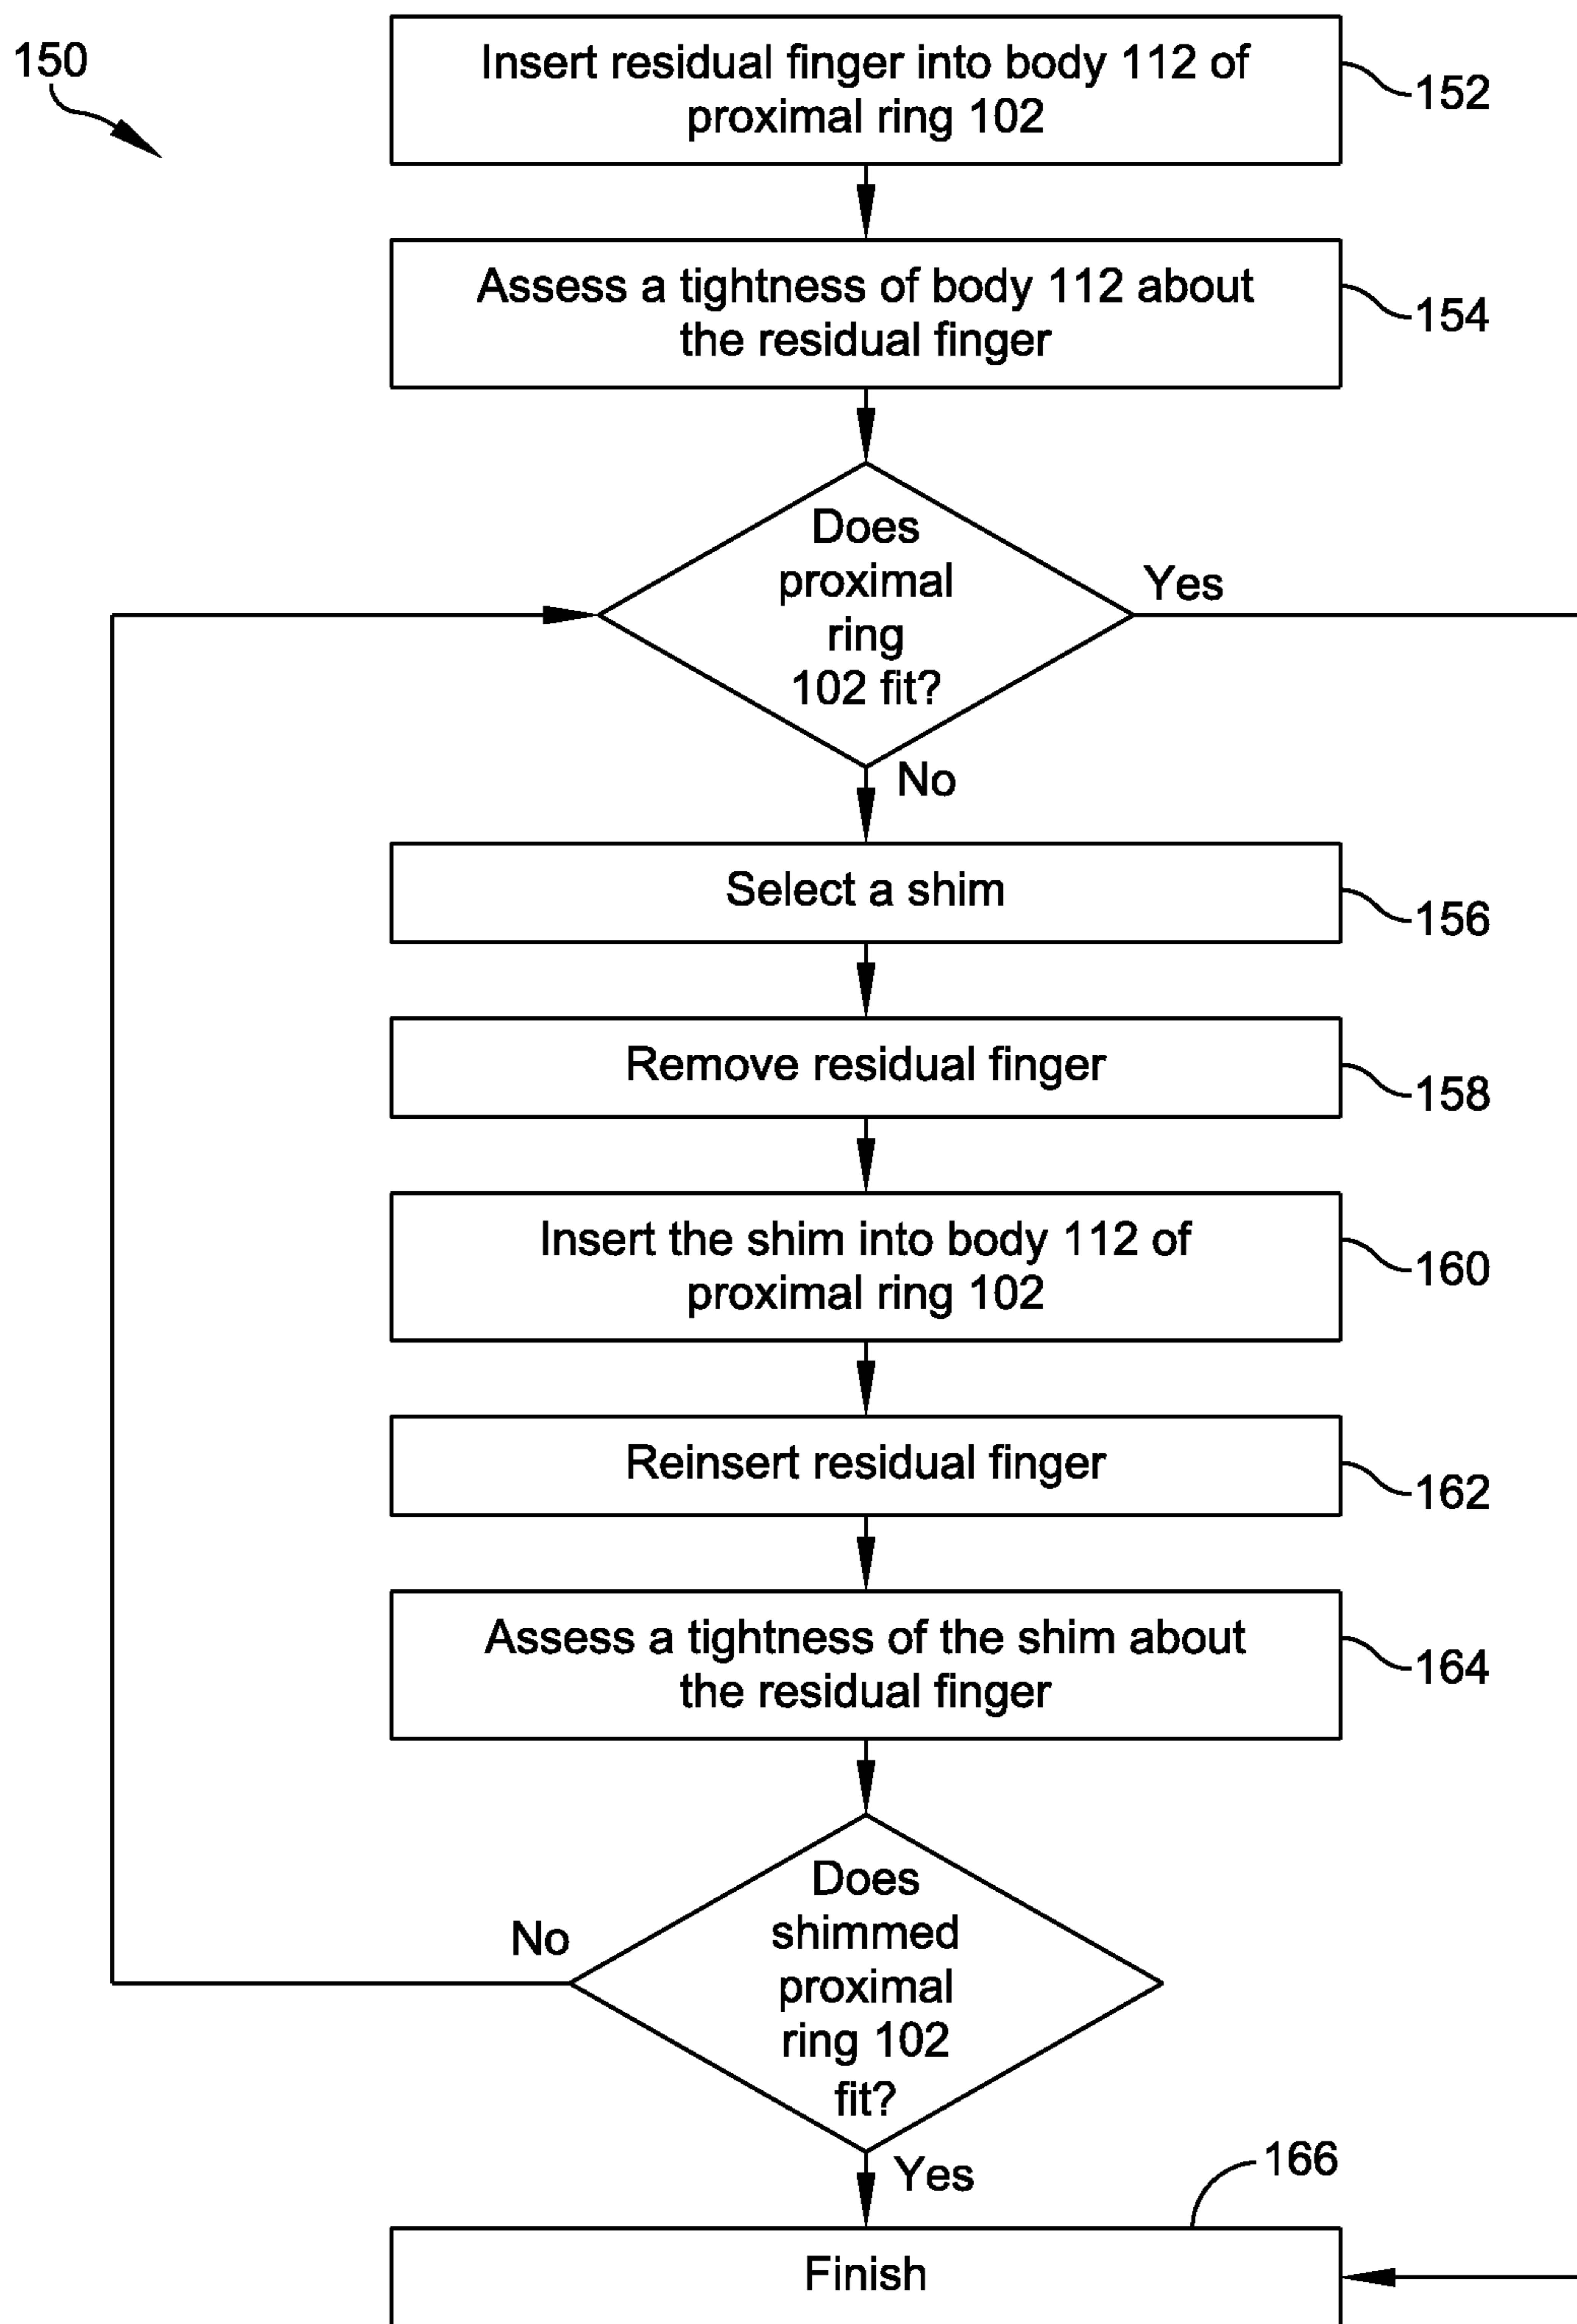 150
Insert residual finger into body 112 of
proximal ring 102
152
Assess a tightness of body 112 about
the residual finger
154
Does
proximal
ring
102 fit?
Yes
No
Select a shim
156
Remove residual finger
158
Insert the shim into body 112 of
proximal ring 102
160
Reinsert residual finger
162
Assess a tightness of the shim about
the residual finger
164
Does
shimmed
proximal
ring 102
fit?
No
Yes
166
Finish